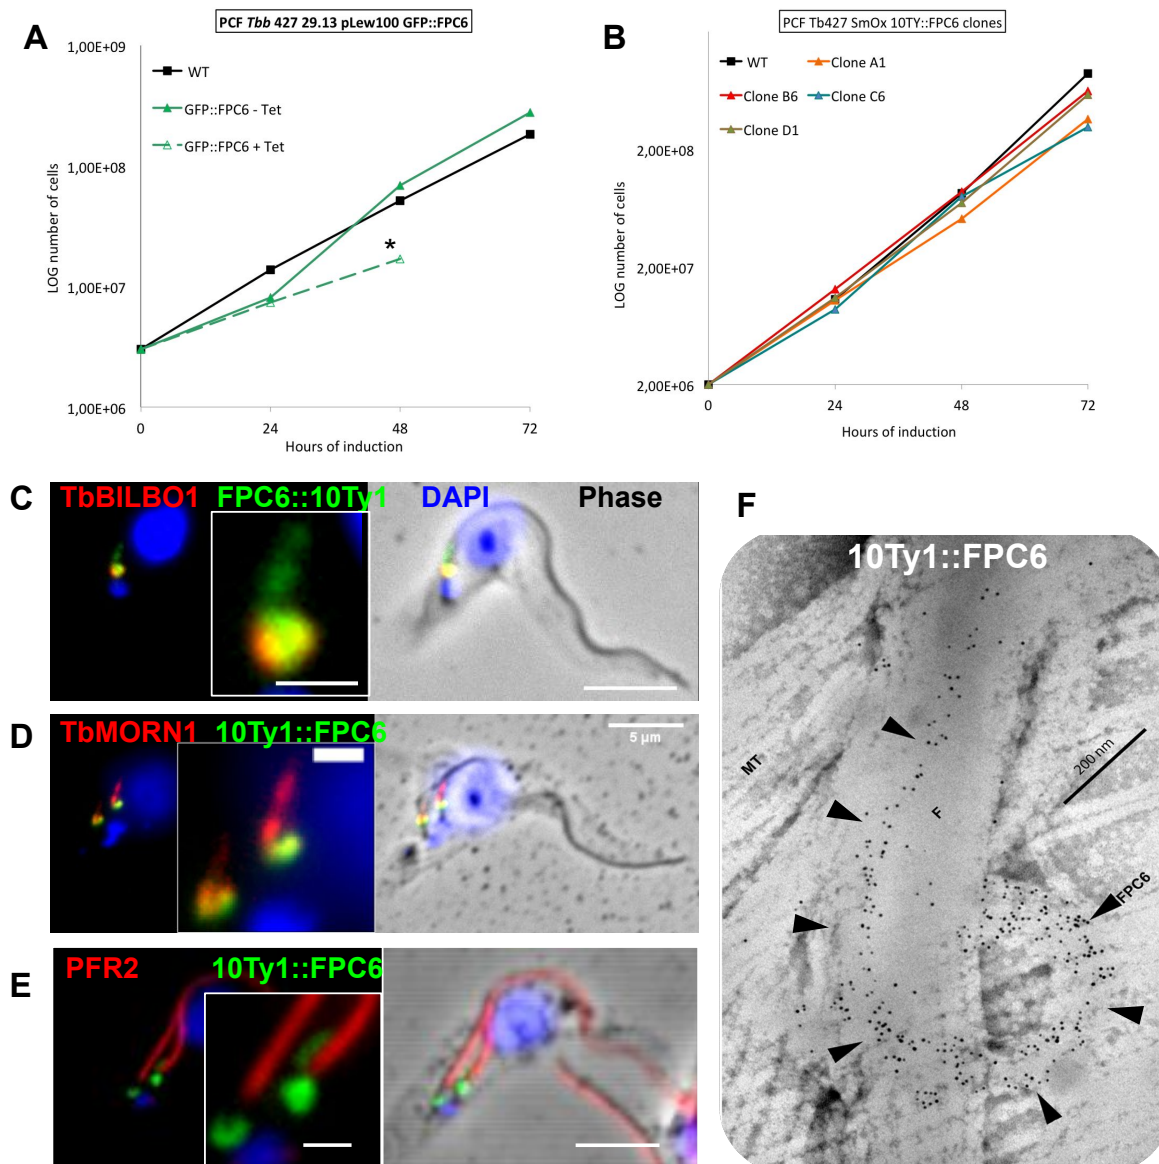 PCF Tbb 427 29.13 pLew100 GFP::FPC6
A
1,00E+09
WT
GFP::FPC6 - Tet
GFP::FPC6 + Tet
1,00E+08
1,00E+07
1,00E+06
LOG number of cells
*
0 24 48 72
Hours of induction
PCF Tb427 SmOx 10TY::FPC6 clones
B
WT Clone A1
Clone B6 Clone C6
Clone D1
2,00E+08
2,00E+07
2,00E+06
LOG number of cells
0 24 48 72
Hours of induction
C
TbBILBO1 FPC6::10Ty1 DAPI Phase
D
TbMORN1 10Ty1::FPC6
5 µm
E
PFR2 10Ty1::FPC6
F
10Ty1::FPC6
MT
F
200 nm
FPC6